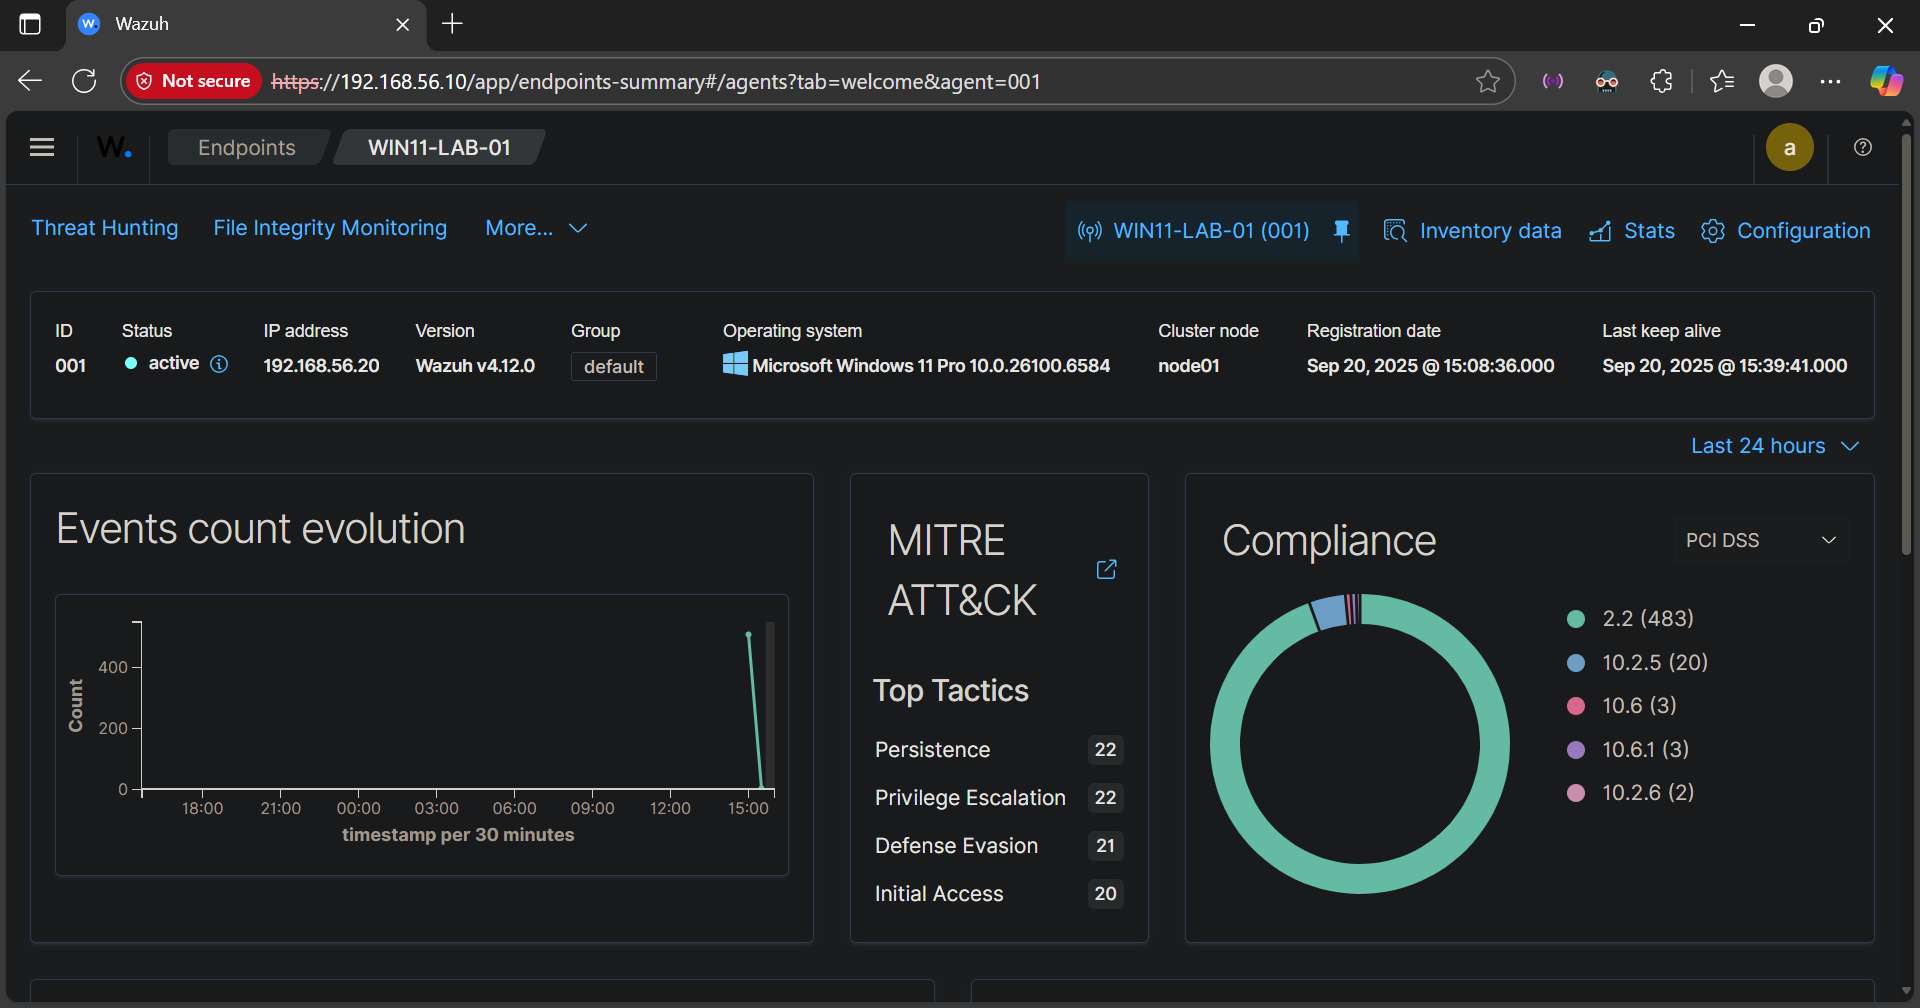 Wazuh
Not secure
https://192.168.56.10/app/endpoints-summary#/agents?tab=welcome&agent=001
W.
Endpoints
WIN11-LAB-01
a
Threat Hunting
File Integrity Monitoring
More...
WIN11-LAB-01 (001)
Inventory data
Stats
Configuration
ID
001
Status
active
IP address
192.168.56.20
Version
Wazuh v4.12.0
Group
default
Operating system
Microsoft Windows 11 Pro 10.0.26100.6584
Cluster node
node01
Registration date
Sep 20, 2025 @ 15:08:36.000
Last keep alive
Sep 20, 2025 @ 15:39:41.000
Last 24 hours
Events count evolution
Count
400
200
0
18:00 21:00 00:00 03:00 06:00 09:00 12:00 15:00
timestamp per 30 minutes
MITRE
ATT&CK
Top Tactics
Persistence 22
Privilege Escalation 22
Defense Evasion 21
Initial Access 20
Compliance
PCI DSS
2.2 (483)
10.2.5 (20)
10.6 (3)
10.6.1 (3)
10.2.6 (2)